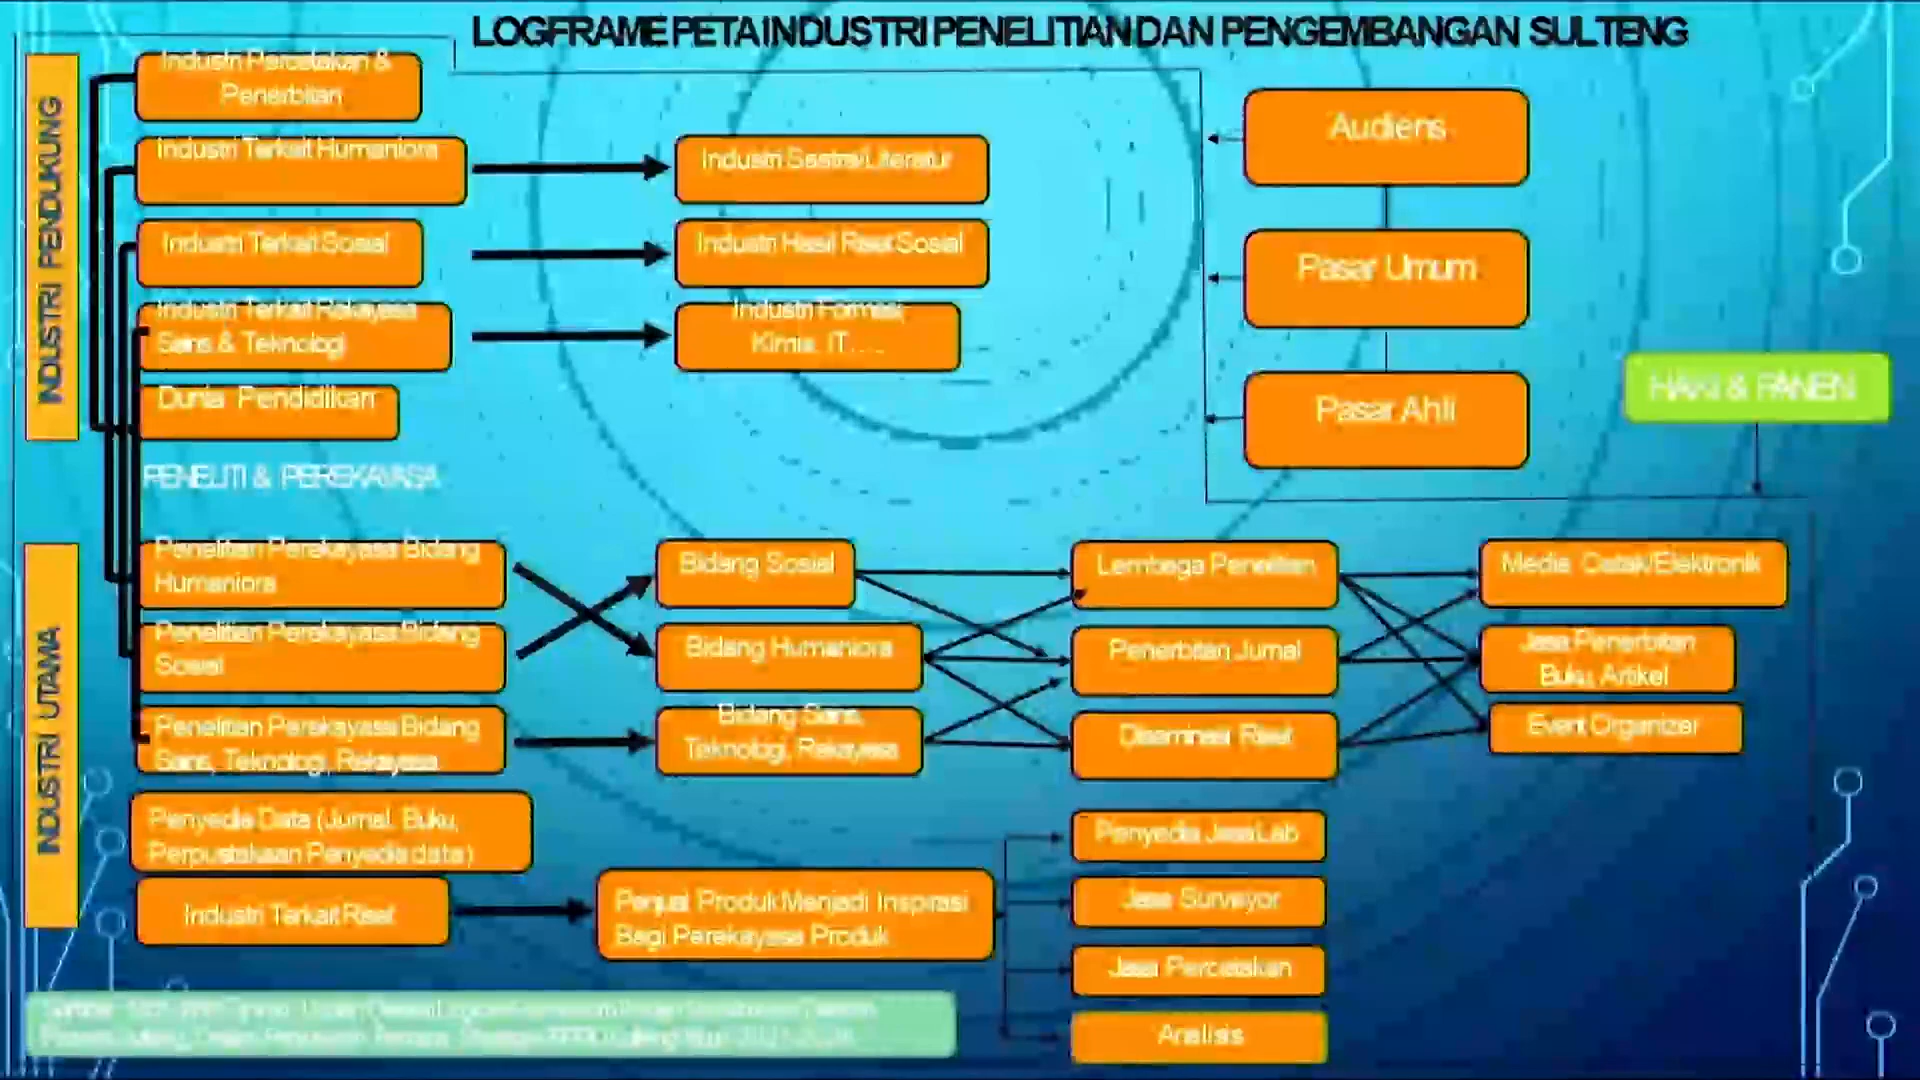 LOGFRAME PETA INDUSTRI PENELITIAN DAN PENGEMBANGAN SULTENG
INDUSTRI PENDUKUNG
Industri Percetakan &
Penerbitan
Industri Terkait Humaniora
Industri Sastra/Literatur
Industri Terkait Sosial
Industri Hasil Riset Sosial
Industri Terkait Rekayasa
Sains & Teknologi
Industri Farmasi,
Kimia, IT.....
Dunia Pendidikan
Audiens
Pasar Umum
Pasar Ahli
HAKI & PANEN
PENELITI & PEREKAYASA
INDUSTRI UTAMA
Penelitian Perekayasa Bidang
Humaniora
Penelitian Perekayasa Bidang
Sosial
Penelitian Perekayasa Bidang
Sains, Teknologi, Rekayasa
Bidang Sosial
Bidang Humaniora
Bidang Sains,
Teknologi, Rekayasa
Lembaga Penelitian
Penerbitan Jurnal
Diseminasi Riset
Media Cetak/Elektronik
Jasa Penerbitan
Buku, Artikel
Event Organizer
Penyedia Data (Jurnal, Buku,
Perpustakaan Penyedia data)
Industri Terkait Riset
Penjual Produk Menjadi Inspirasi
Bagi Perekayasa Produk
Penyedia Jasa Lab
Jasa Surveyor
Jasa Percetakan
Analisis